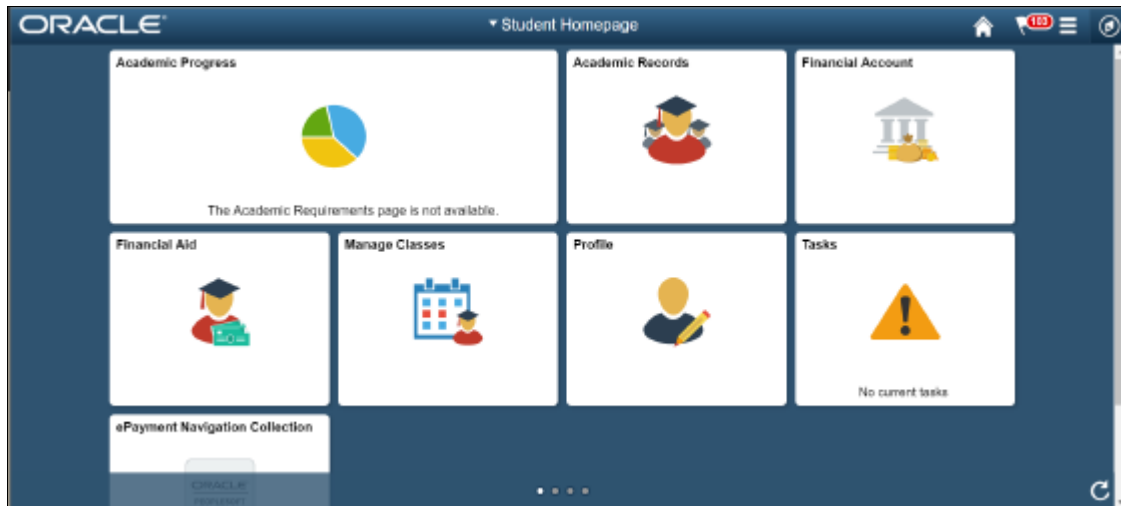 ORACLE
Student Homepage
103
Academic Progress
The Academic Requirements page is not available.
Academic Records
Financial Account
Financial Aid
Manage Classes
Profile
Tasks
No current tasks
ePayment Navigation Collection
ORACLE